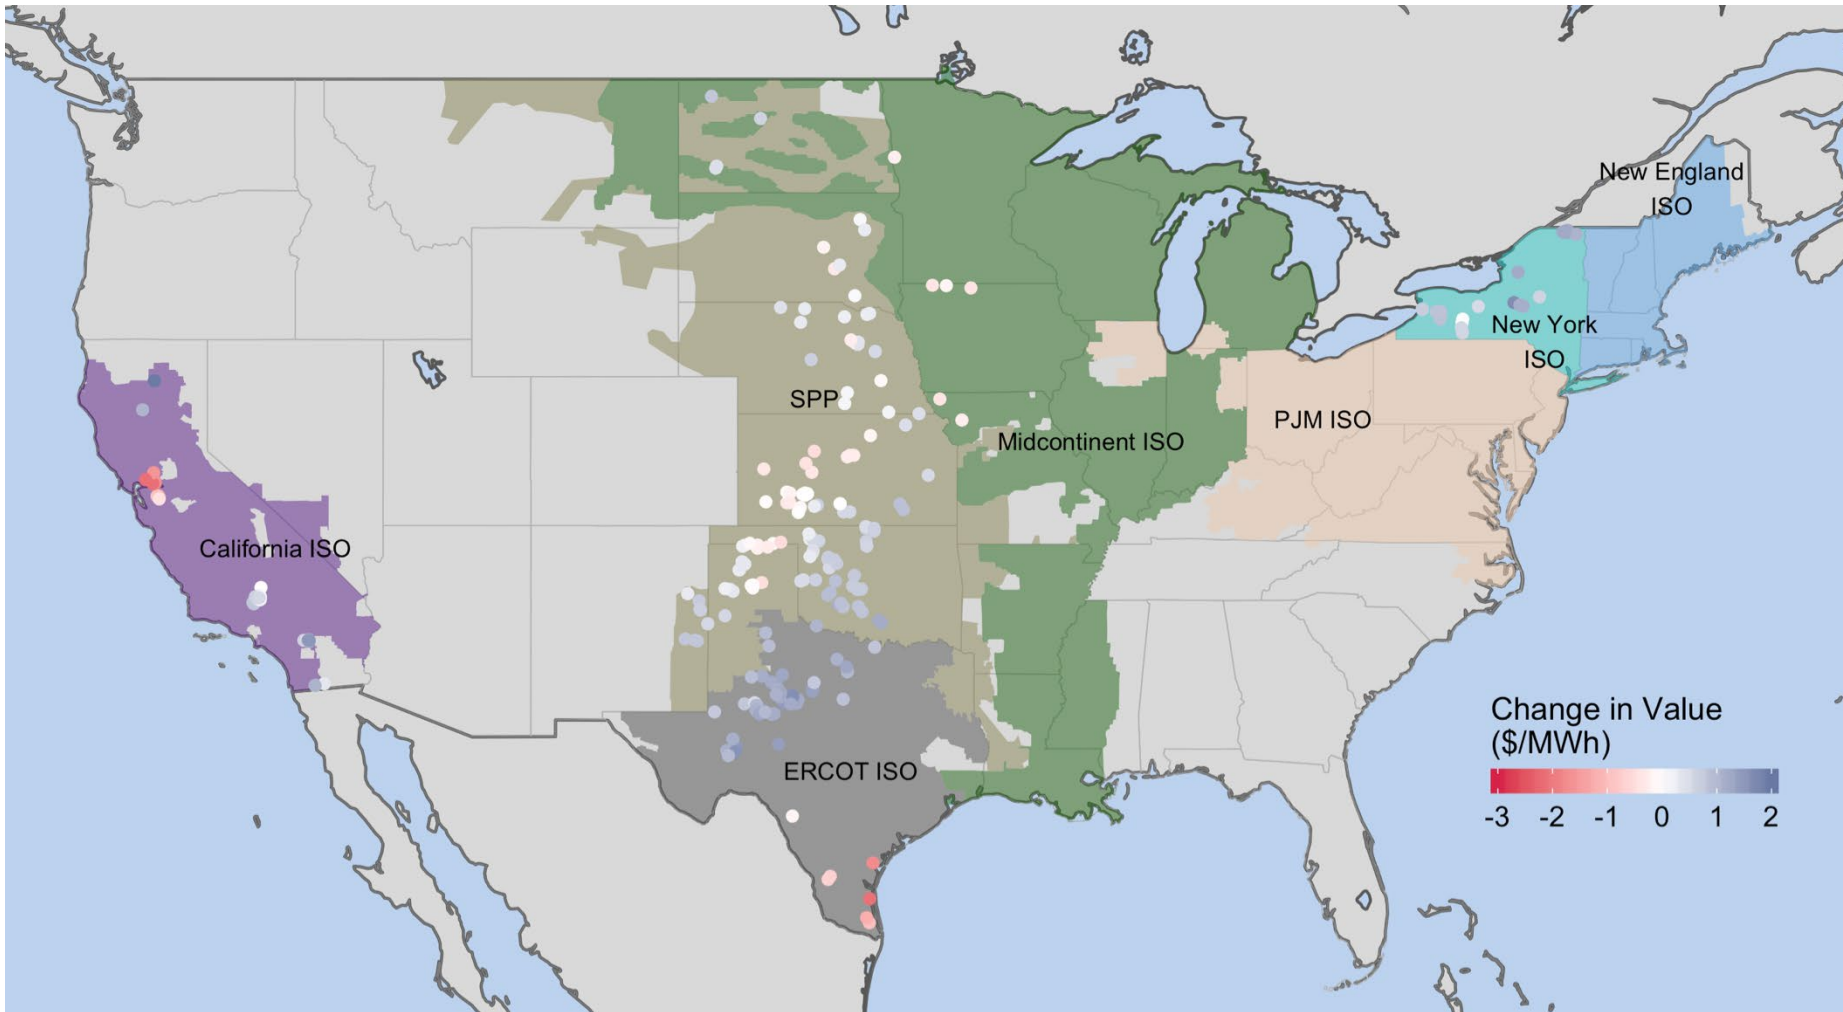 New England
ISO
New York
ISO
SPP
PJM ISO
Midcontinent ISO
California ISO
ERCOT ISO
Change in Value
($/MWh)
-3 -2 -1 0 1 2